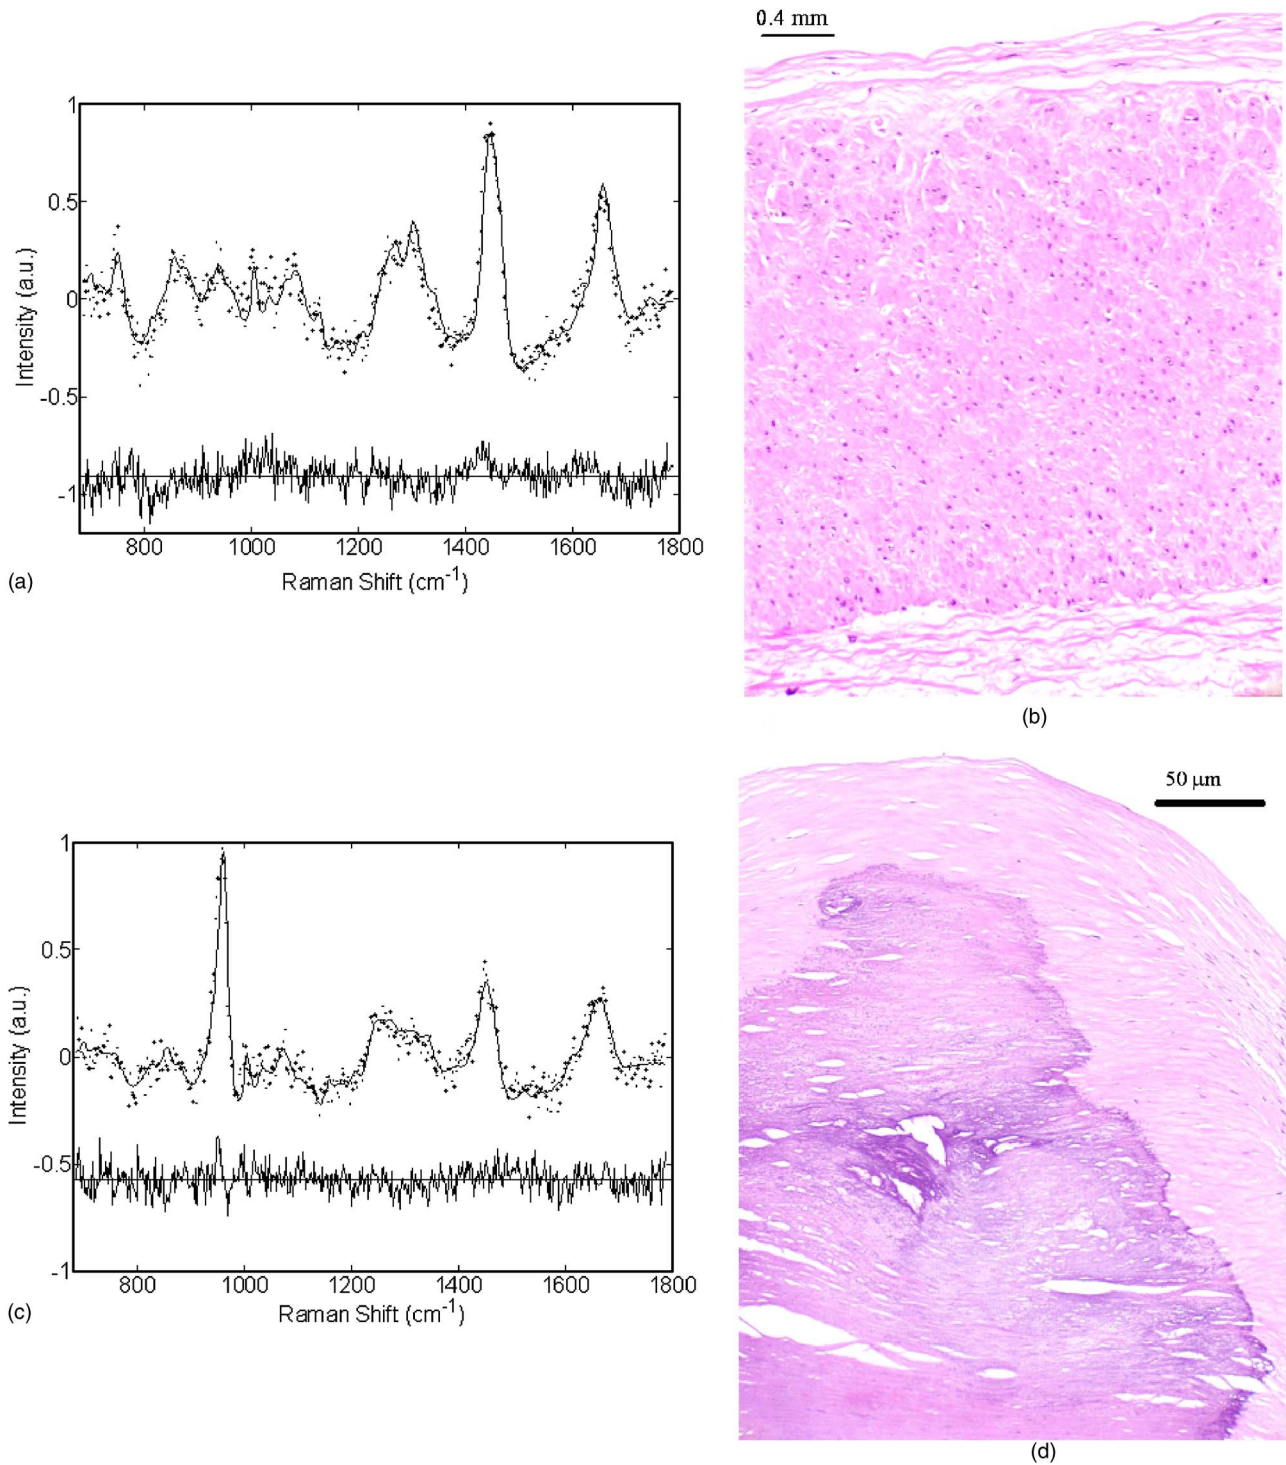 0.4 mm
1
0.5
0
-0.5
-1
Intensity (a.u.)
800 1000 1200 1400 1600 1800
Raman Shift (cm-1)
(a)
(b)
50 μm
1
0.5
0
-0.5
-1
Intensity (a.u.)
800 1000 1200 1400 1600 1800
Raman Shift (cm-1)
(c)
(d)